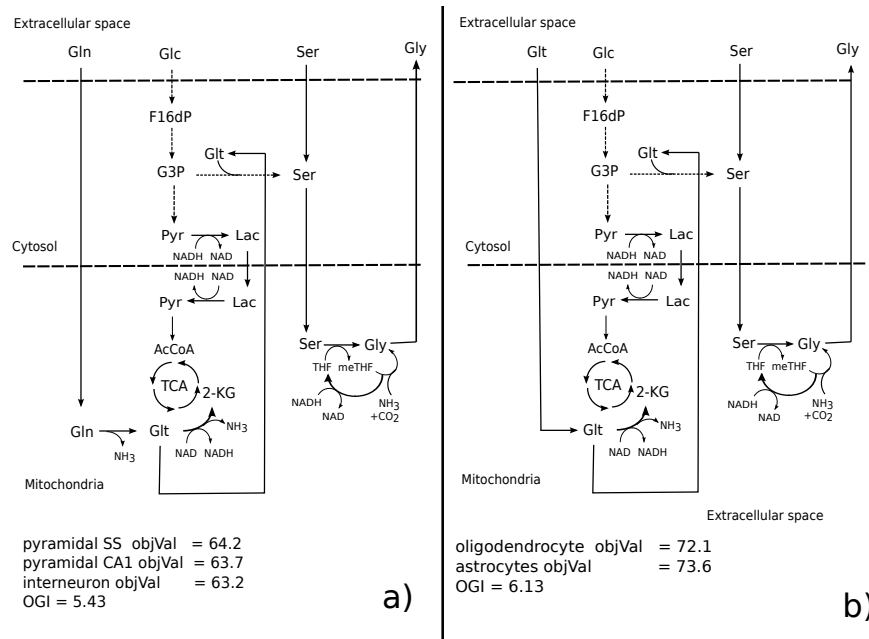 Extracellular space
Gln Glc Ser Gly
F16dP
Glt
G3P Ser
Pyr Lac
NADH NAD
Cytosol
NADH NAD
Pyr Lac
Ser Gly
AcCoA
THF meTHF
TCA
2-KG
NADH NAD NH3 +CO2
Gln Glt NH3
NH3 NAD NADH
Mitochondria
pyramidal SS objVal = 64.2
pyramidal CA1 objVal = 63.7
interneuron objVal = 63.2
OGI = 5.43
a)
Extracellular space
Glt Glc Ser Gly
F16dP
Glt
G3P Ser
Pyr Lac
NADH NAD
Cytosol
NADH NAD
Pyr Lac
Ser Gly
AcCoA
THF meTHF
TCA
2-KG
NADH NAD NH3 +CO2
Glt NH3
NAD NADH
Mitochondria
Extracellular space
oligodendrocyte objVal = 72.1
astrocytes objVal = 73.6
OGI = 6.13
b)